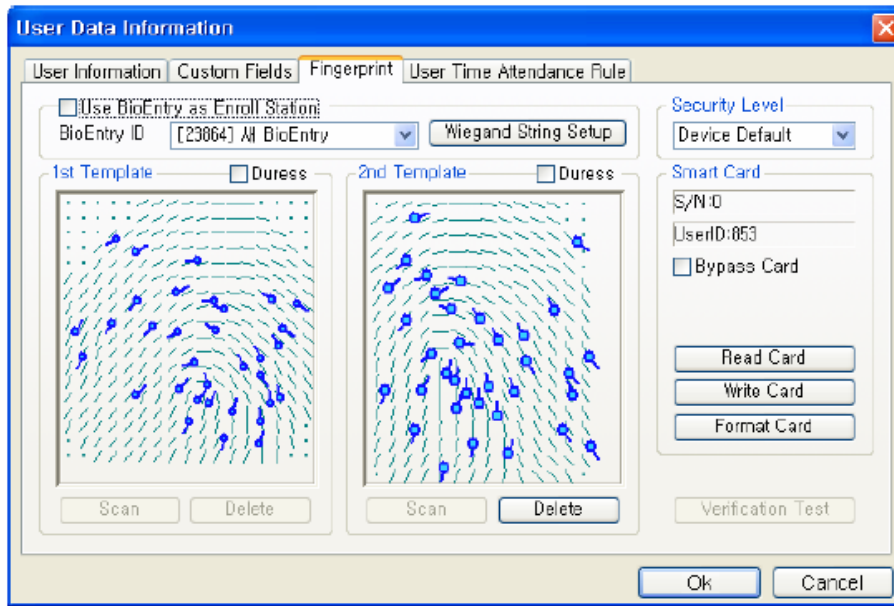 User Data Information
User Information Custom Fields Fingerprint User Time Attendance Rule
Use BioEntry as Enroll Station
BioEntry ID [23864] 새 BioEntry Wiegand String Setup
Security Level
Device Default
1st Template Duress
2nd Template Duress
Smart Card
S/N:0
UserID:853
Bypass Card
Read Card
Write Card
Format Card
Scan Delete
Scan Delete
Verification Test
Ok Cancel